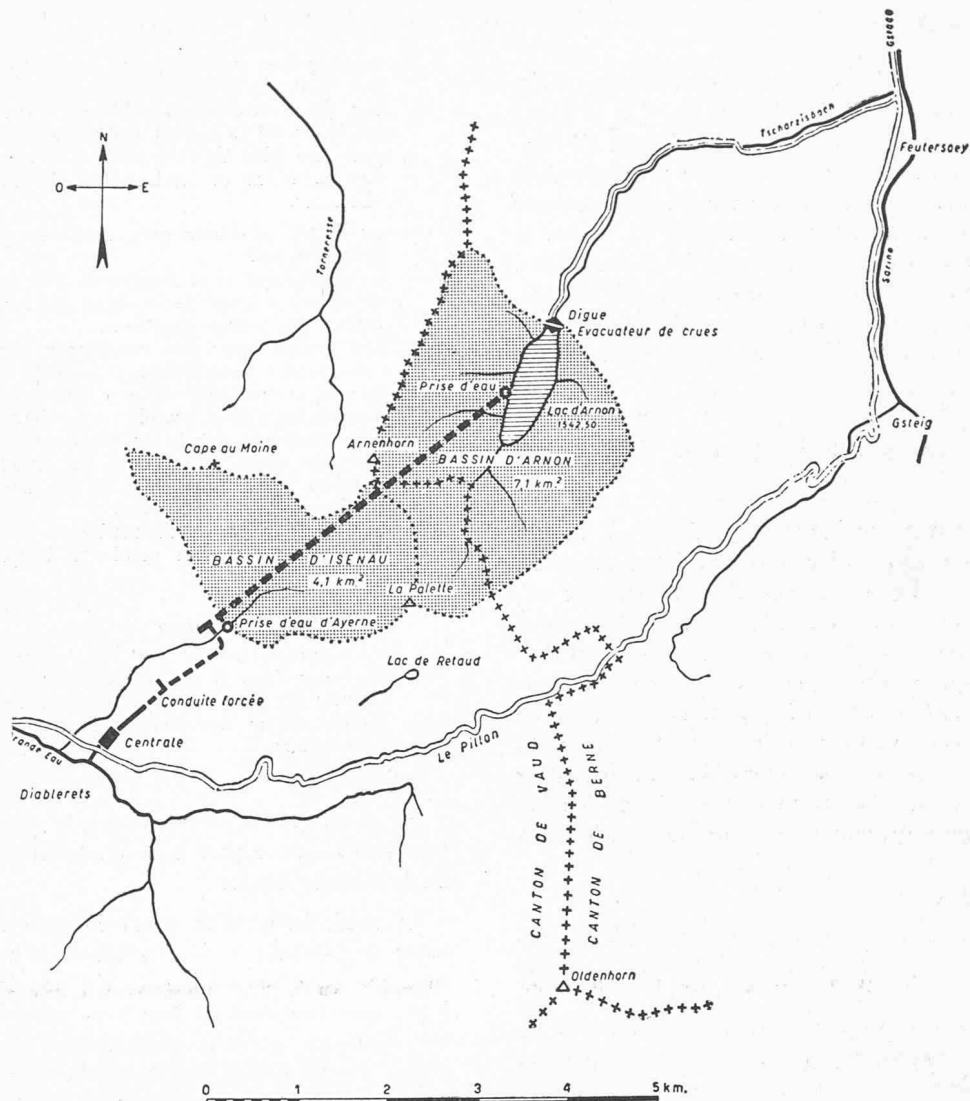 GSTAAD
N
O
E
Tscharzisbach
Feutersoey
Sarine
Torneresse
Digue
Evacuateur de crues
Prise d'eau
Lac d'Arnon
1542,50
Gsteig
Cape au Moine
Arnenhorn
BASSIN D'ARNON
7,1 km²
BASSIN D'ISENAU
4,1 km²
La Palette
Prise d'eau d'Ayerne
Lac de Retaud
Conduite forcée
Centrale
Grande Eau
Le Pillon
Diablerets
CANTON DE VAUD
CANTON DE BERNE
Oldenhorn
0 1 2 3 4 5 km.